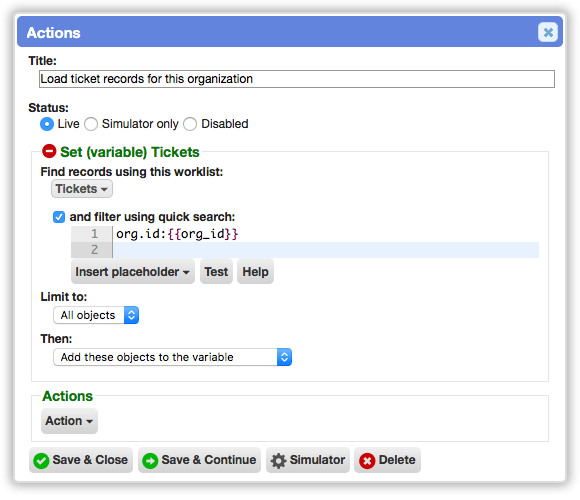 Actions
Title:
Load ticket records for this organization
Status:
Live Simulator only Disabled
Set (variable) Tickets
Find records using this worklist:
Tickets
and filter using quick search:
1 org.id:{{org_id}}
2
Insert placeholder Test Help
Limit to:
All objects
Then:
Add these objects to the variable
Actions
Action
Save & Close Save & Continue Simulator Delete